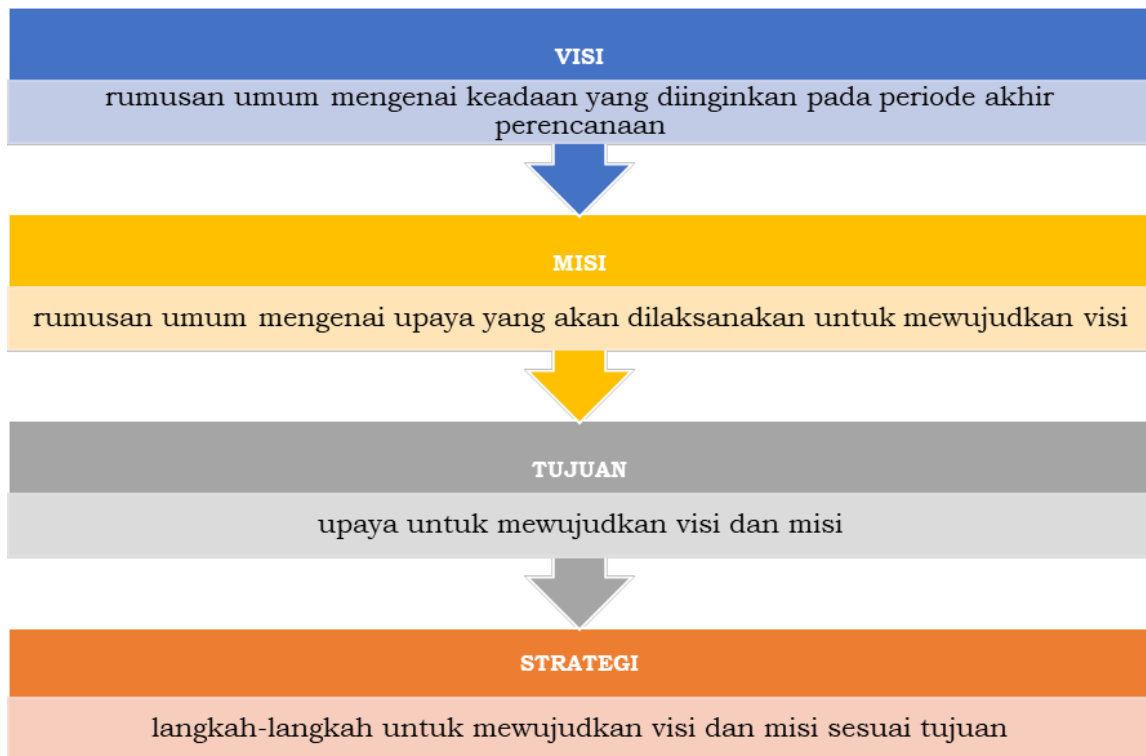 VISI
rumusan umum mengenai keadaan yang diinginkan pada periode akhir
perencanaan
MISI
rumusan umum mengenai upaya yang akan dilaksanakan untuk mewujudkan visi
TUJUAN
upaya untuk mewujudkan visi dan misi
STRATEGI
langkah-langkah untuk mewujudkan visi dan misi sesuai tujuan